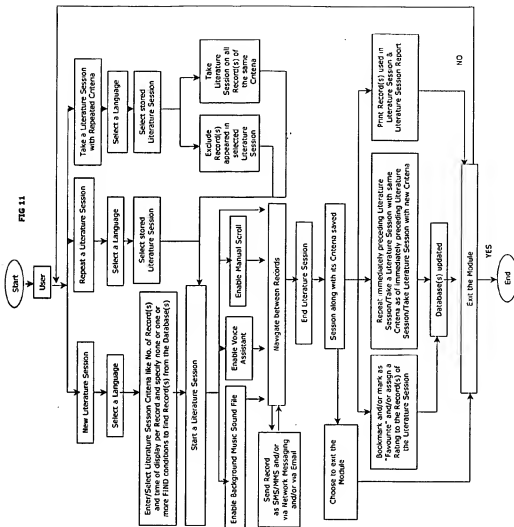 FIG 11
Start
User
New Literature Session
Repeat a Literature Session
Take a Literature Session
with Repeated Criteria
Select a Language
Select a Language
Select a Language
Enter/Select Literature Session Criteria like No. of Record(s)
and time of display per Record and specify none or one or
more FIND conditions to find Record(s) from the Database(s)
Select stored
Literature Session
Select stored
Literature Session
Exclude
Record(s)
appeared in
selected
Literature
Session
Take
Literature
Session on all
Record(s) of
the same
Criteria
Start a Literature Session
Enable Background Music Sound File
Enable Voice
Assistant
Enable Manual Scroll
Send Record
as SMS/MMS and/or
via Network Messaging
and/or via Email
Navigate between Records
End Literature Session
Session along with its Criteria saved
Choose to exit the
Module
Bookmark and/or mark as
"Favourite" and/or assign a
Rating to the Record(s) of
the Literature Session
Repeat immediately preceding Literature
Session/Take a Literature Session with same
Criteria as of immediately preceding Literature
Session/Take Literature Session with new Criteria
Print Record(s) used in
Literature Session &
Literature Session Report
Database(s) updated
Exit the Module
NO
YES
End